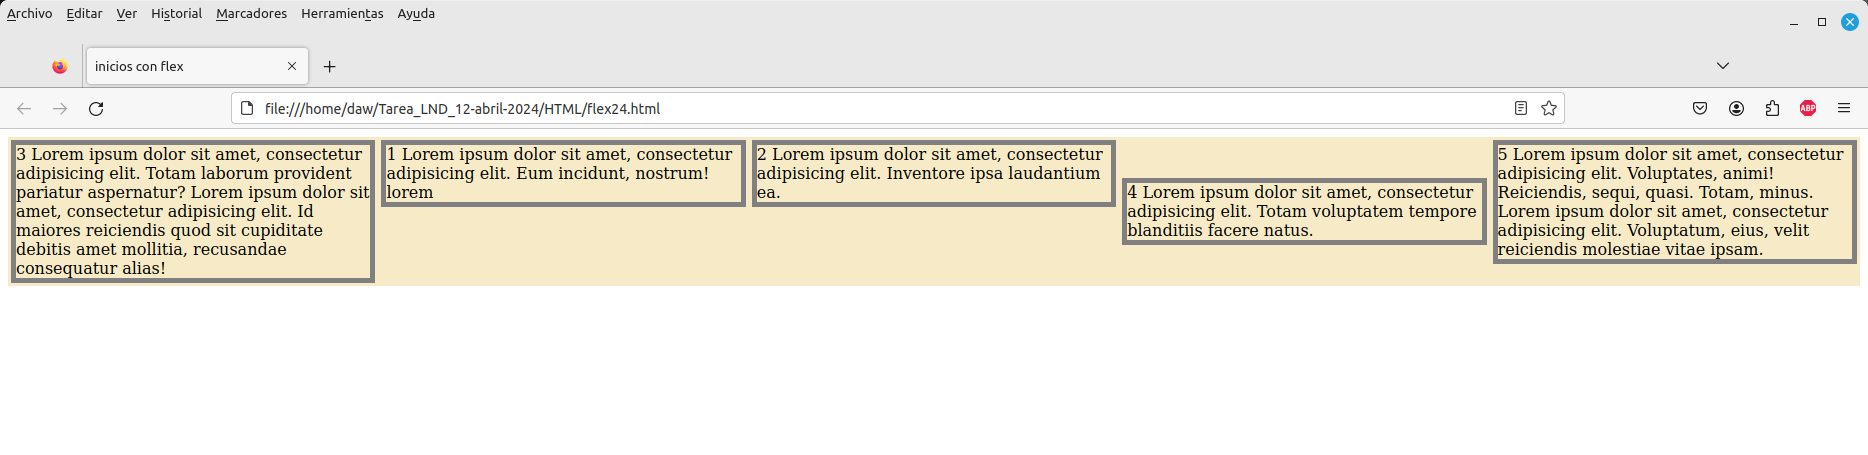 Archivo Editar Ver Historial Marcadores Herramientas Ayuda
inicios con flex
file:///home/daw/Tarea_LND_12-abril-2024/HTML/flex24.html
ABP
3 Lorem ipsum dolor sit amet, consectetur
adipisicing elit. Totam laborum provident
pariatur aspernatur? Lorem ipsum dolor sit
amet, consectetur adipisicing elit. Id
maiores reiciendis quod sit cupiditate
debitis amet mollitia, recusandae
consequatur alias!
1 Lorem ipsum dolor sit amet, consectetur
adipisicing elit. Eum incidunt, nostrum!
lorem
2 Lorem ipsum dolor sit amet, consectetur
adipisicing elit. Inventore ipsa laudantium
ea.
4 Lorem ipsum dolor sit amet, consectetur
adipisicing elit. Totam voluptatem tempore
blanditiis facere natus.
5 Lorem ipsum dolor sit amet, consectetur
adipisicing elit. Voluptates, animi!
Reiciendis, sequi, quasi. Totam, minus.
Lorem ipsum dolor sit amet, consectetur
adipisicing elit. Voluptatum, eius, velit
reiciendis molestiae vitae ipsam.